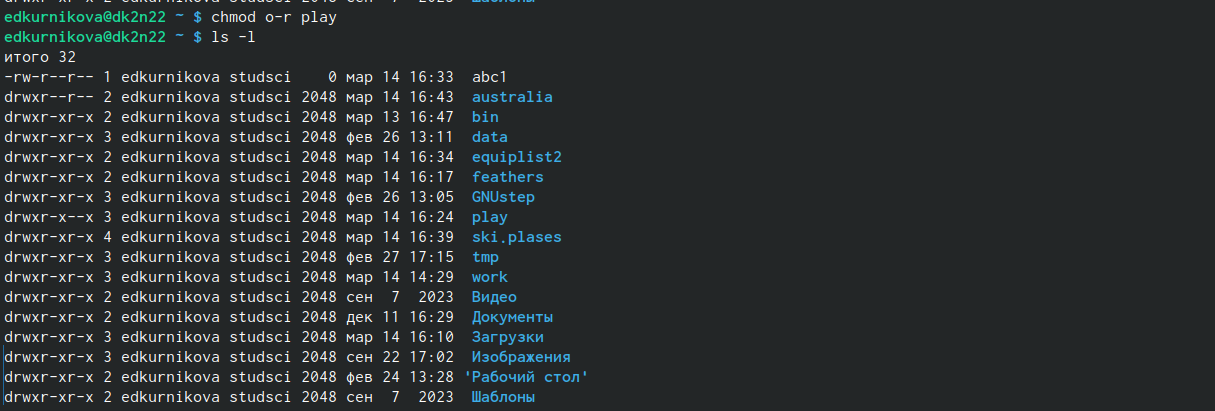 edkurnikova@dk2n22 ~ $ chmod o-r play
edkurnikova@dk2n22 ~ $ ls -l
итого 32
-rw-r--r-- 1 edkurnikova studsci    0 мар 14 16:33  abc1
drwxr--r-- 2 edkurnikova studsci 2048 мар 14 16:43  australia
drwxr-xr-x 2 edkurnikova studsci 2048 мар 13 16:47  bin
drwxr-xr-x 3 edkurnikova studsci 2048 фев 26 13:11  data
drwxr-xr-x 2 edkurnikova studsci 2048 мар 14 16:34  equiplist2
drwxr-xr-x 2 edkurnikova studsci 2048 мар 14 16:17  feathers
drwxr-xr-x 3 edkurnikova studsci 2048 фев 26 13:05  GNUstep
drwxr-x--x 3 edkurnikova studsci 2048 мар 14 16:24  play
drwxr-xr-x 4 edkurnikova studsci 2048 мар 14 16:39  ski.plases
drwxr-xr-x 3 edkurnikova studsci 2048 фев 27 17:15  tmp
drwxr-xr-x 3 edkurnikova studsci 2048 мар 14 14:29  work
drwxr-xr-x 2 edkurnikova studsci 2048 сен  7  2023  Видео
drwxr-xr-x 2 edkurnikova studsci 2048 дек 11 16:29  Документы
drwxr-xr-x 3 edkurnikova studsci 2048 мар 14 16:10  Загрузки
drwxr-xr-x 3 edkurnikova studsci 2048 сен 22 17:02  Изображения
drwxr-xr-x 2 edkurnikova studsci 2048 фев 24 13:28 'Рабочий стол'
drwxr-xr-x 2 edkurnikova studsci 2048 сен  7  2023  Шаблоны